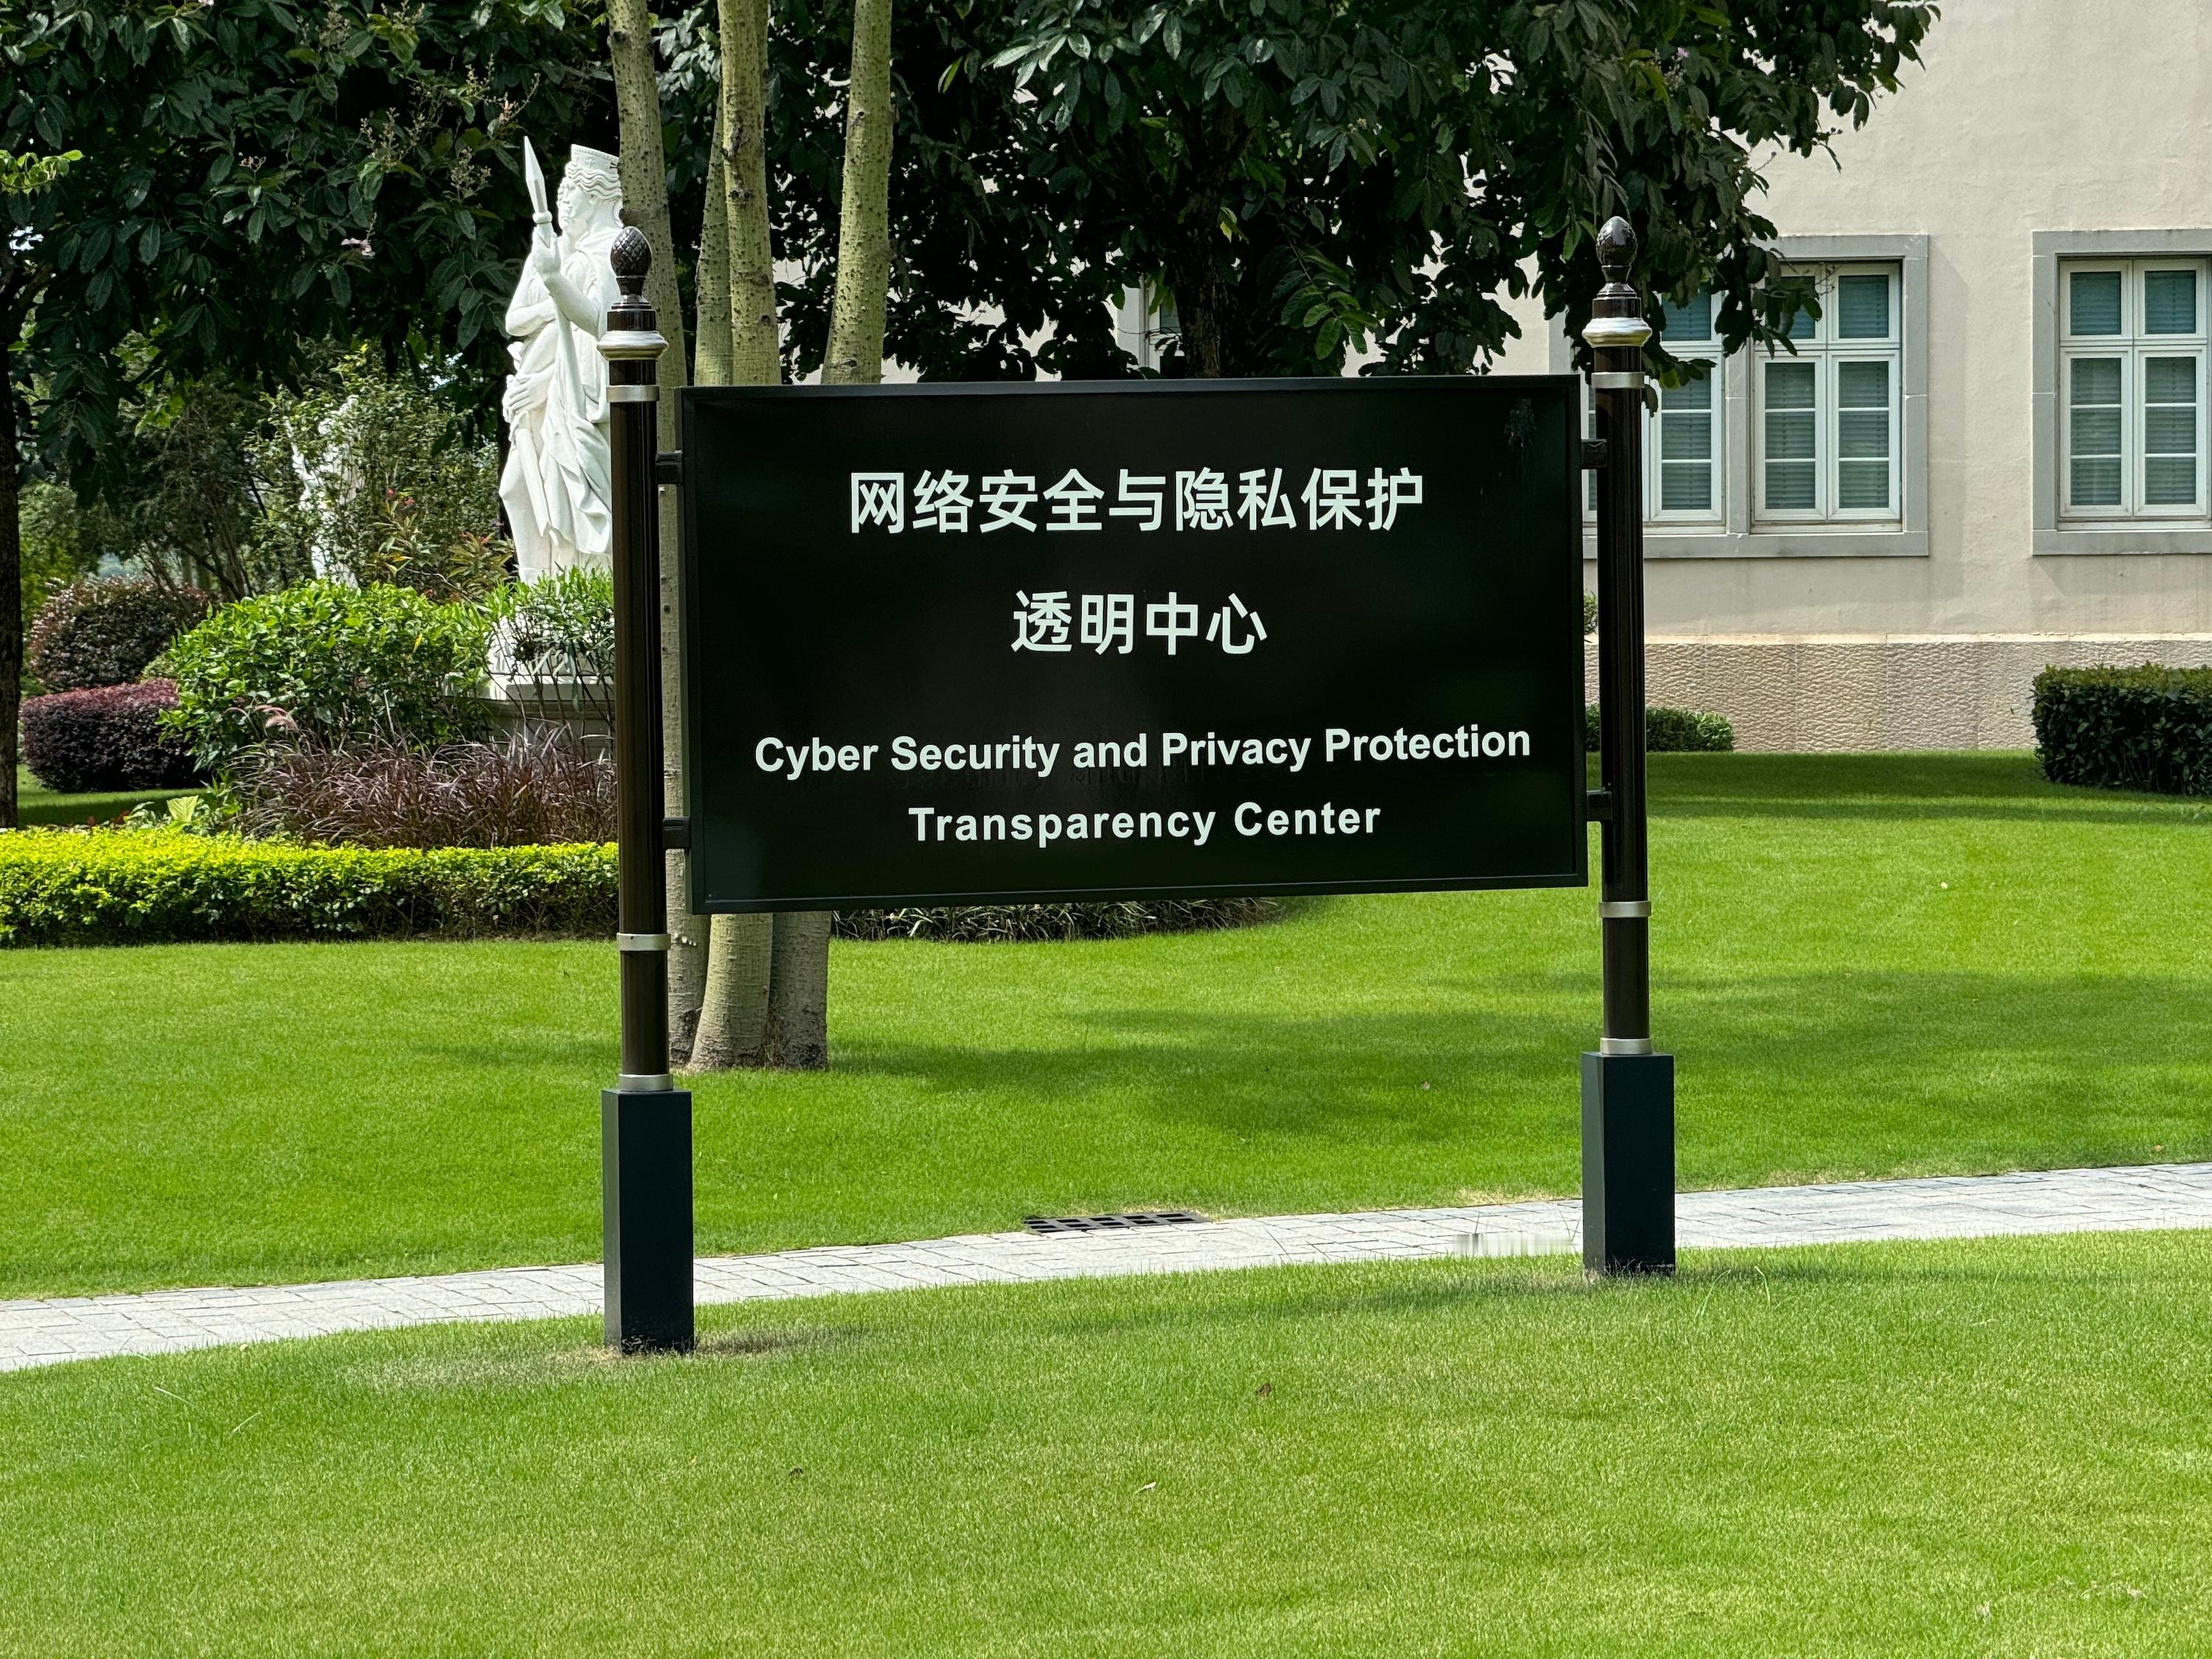 网络安全与隐私保护
透明中心
Cyber Security and Privacy Protection
Transparency Center